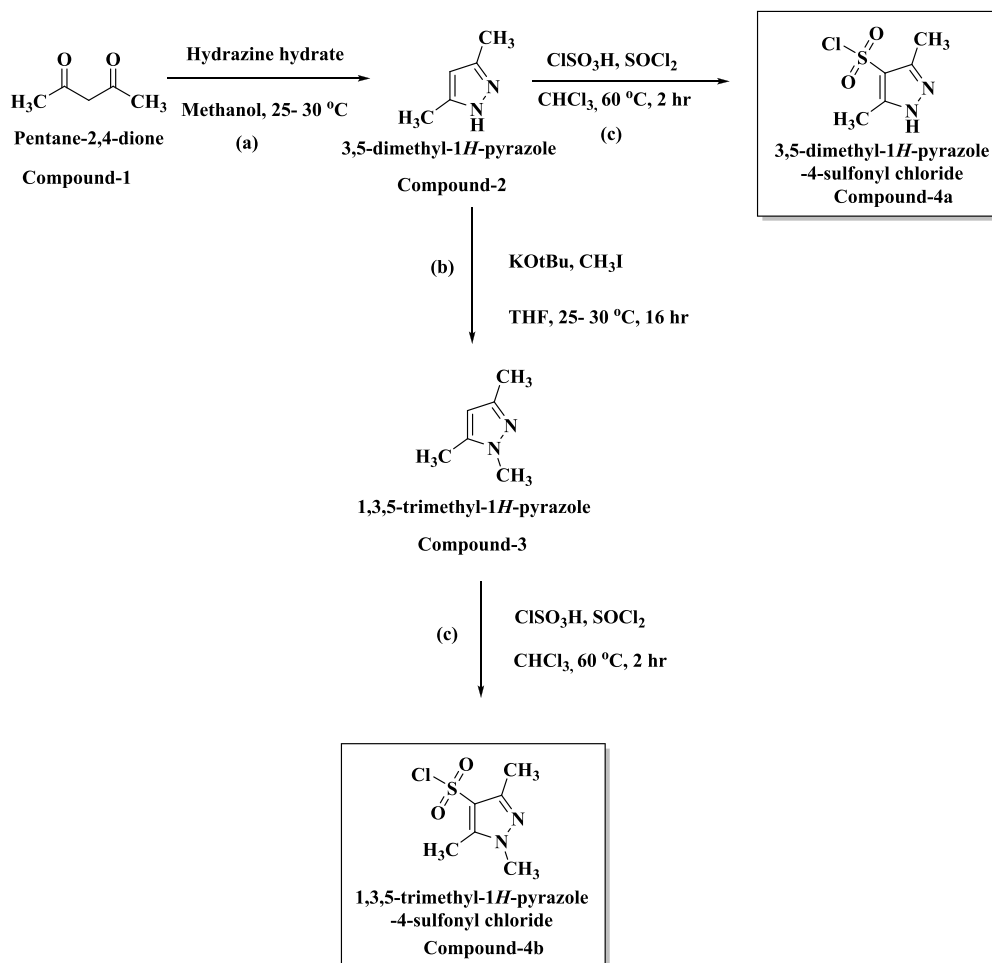 O O
H₃C CH₃
Pentane-2,4-dione
Compound-1
Hydrazine hydrate
Methanol, 25- 30 ºC
(a)
CH₃
N
N
H
H₃C
3,5-dimethyl-1H-pyrazole
Compound-2
ClSO₃H, SOCl₂
CHCl₃, 60 ºC, 2 hr
(c)
Cl O
S
O
CH₃
N
N
H
H₃C
3,5-dimethyl-1H-pyrazole
-4-sulfonyl chloride
Compound-4a
(b)
KOtBu, CH₃I
THF, 25- 30 ºC, 16 hr
CH₃
N
H₃C N
CH₃
1,3,5-trimethyl-1H-pyrazole
Compound-3
(c)
ClSO₃H, SOCl₂
CHCl₃, 60 ºC, 2 hr
Cl O
S
O
CH₃
N
H₃C N
CH₃
1,3,5-trimethyl-1H-pyrazole
-4-sulfonyl chloride
Compound-4b